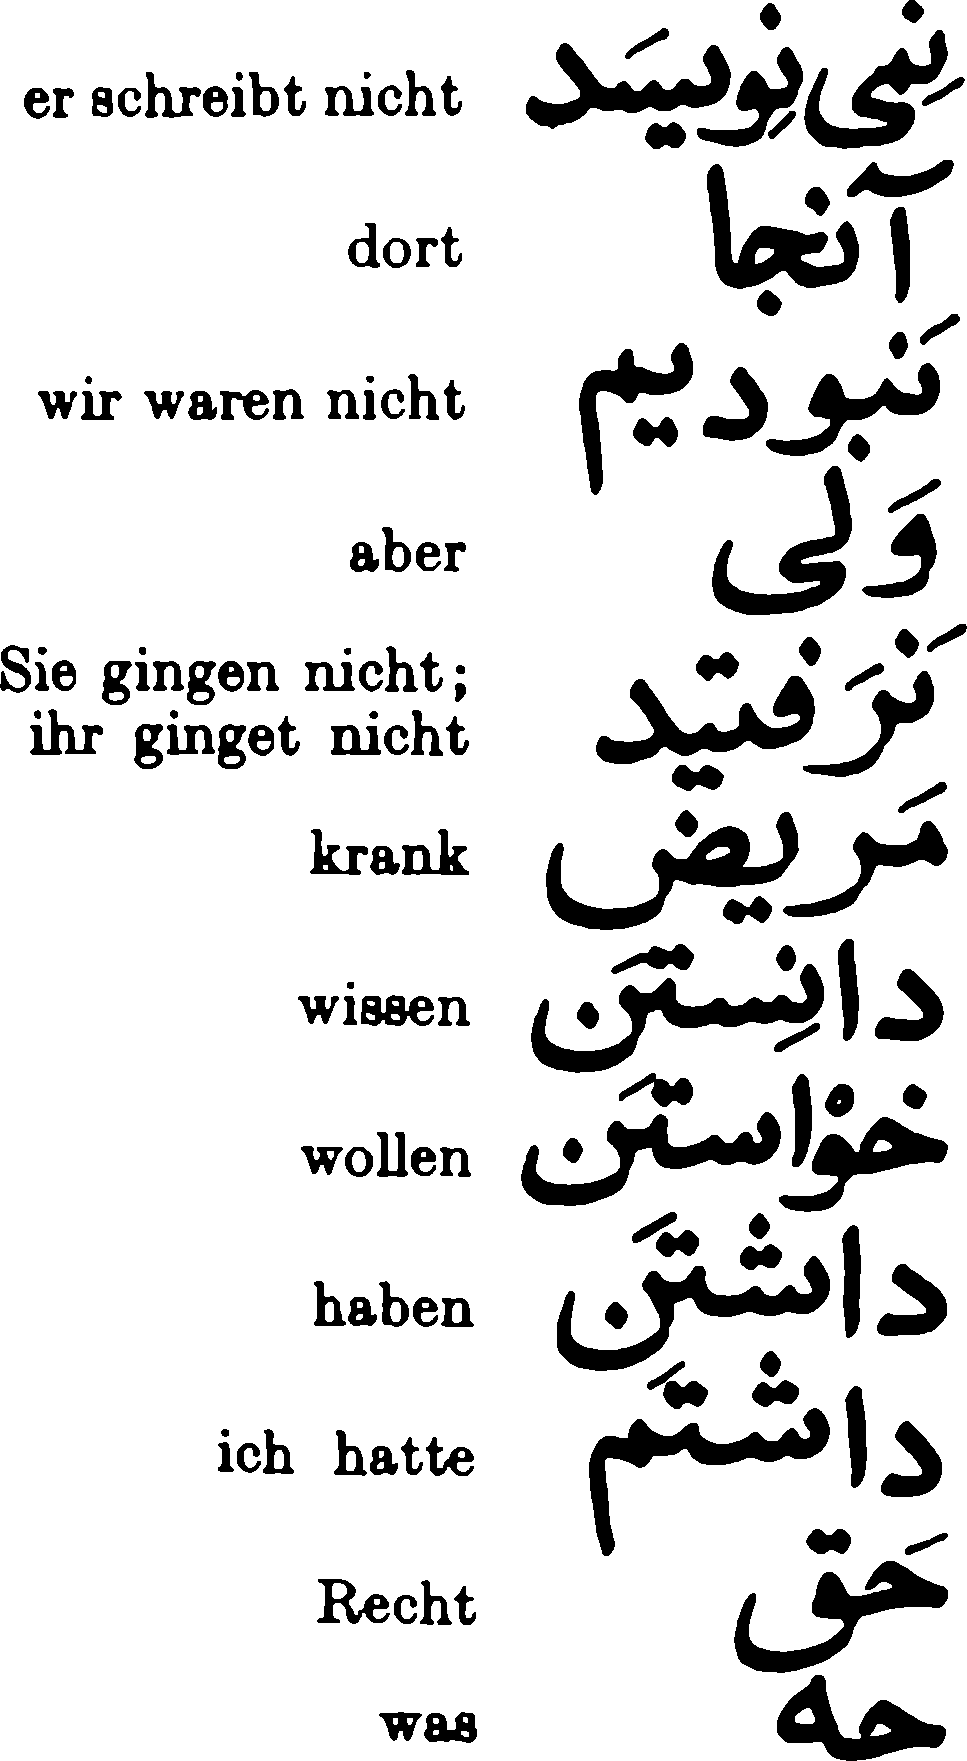 er schreibt nicht نِمی نِویسَد
dort آنجا
wir waren nicht نَبودیم
aber وَلی
Sie gingen nicht; نَرَفتید
ihr ginget nicht
krank مَریض
wissen دانِستَن
wollen خوْاستَن
haben داشتَن
ich hatte داشتَم
Recht حَق
was حه